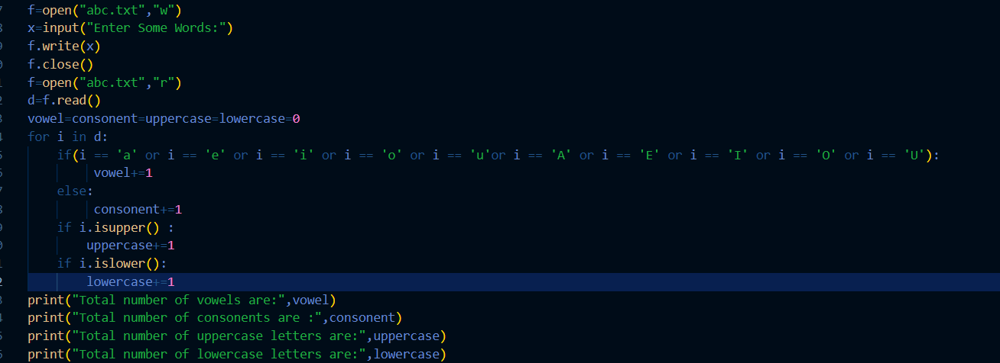 f=open("abc.txt","w")
x=input("Enter Some Words:")
f.write(x)
f.close()
f=open("abc.txt","r")
d=f.read()
vowel=consonent=uppercase=lowercase=0
for i in d:
    if(i == 'a' or i == 'e' or i == 'i' or i == 'o' or i == 'u'or i == 'A' or i == 'E' or i == 'I' or i == 'O' or i == 'U'):
         vowel+=1
    else:
         consonent+=1
    if i.isupper() :
        uppercase+=1
    if i.islower():
        lowercase+=1
print("Total number of vowels are:",vowel)
print("Total number of consonents are :",consonent)
print("Total number of uppercase letters are:",uppercase)
print("Total number of lowercase letters are:",lowercase)